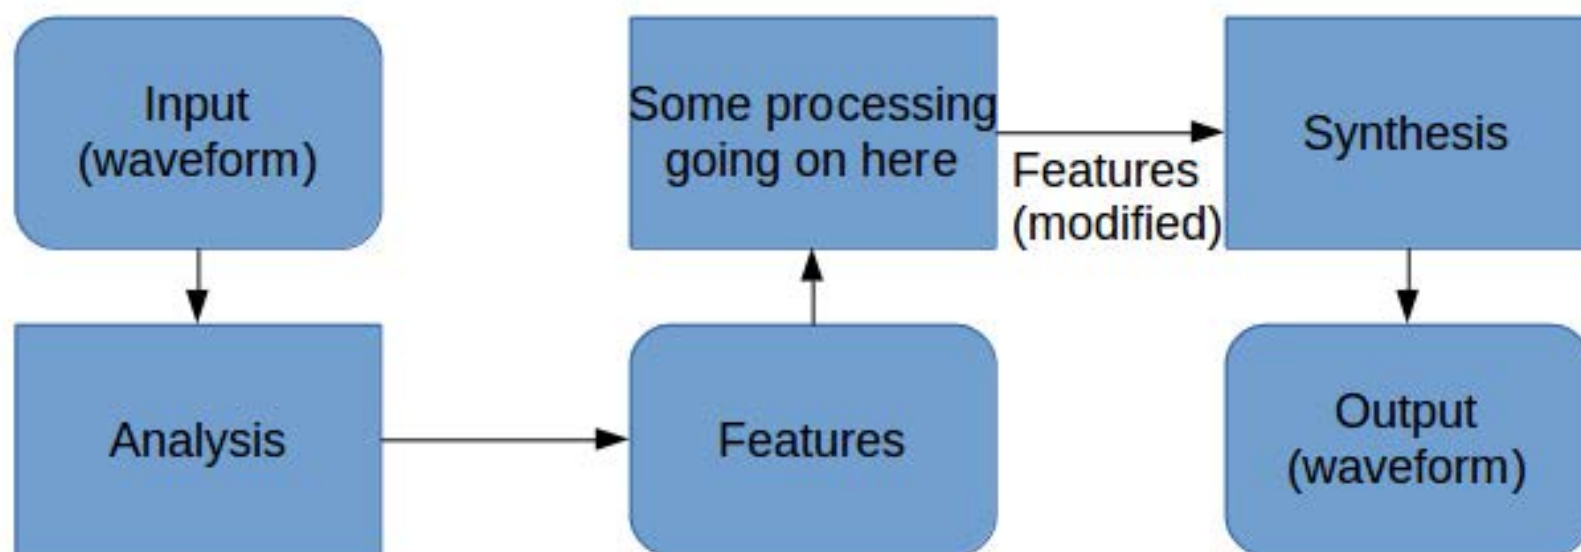 Input
(waveform)
Analysis
Features
Some processing
going on here
Features
(modified)
Synthesis
Output
(waveform)